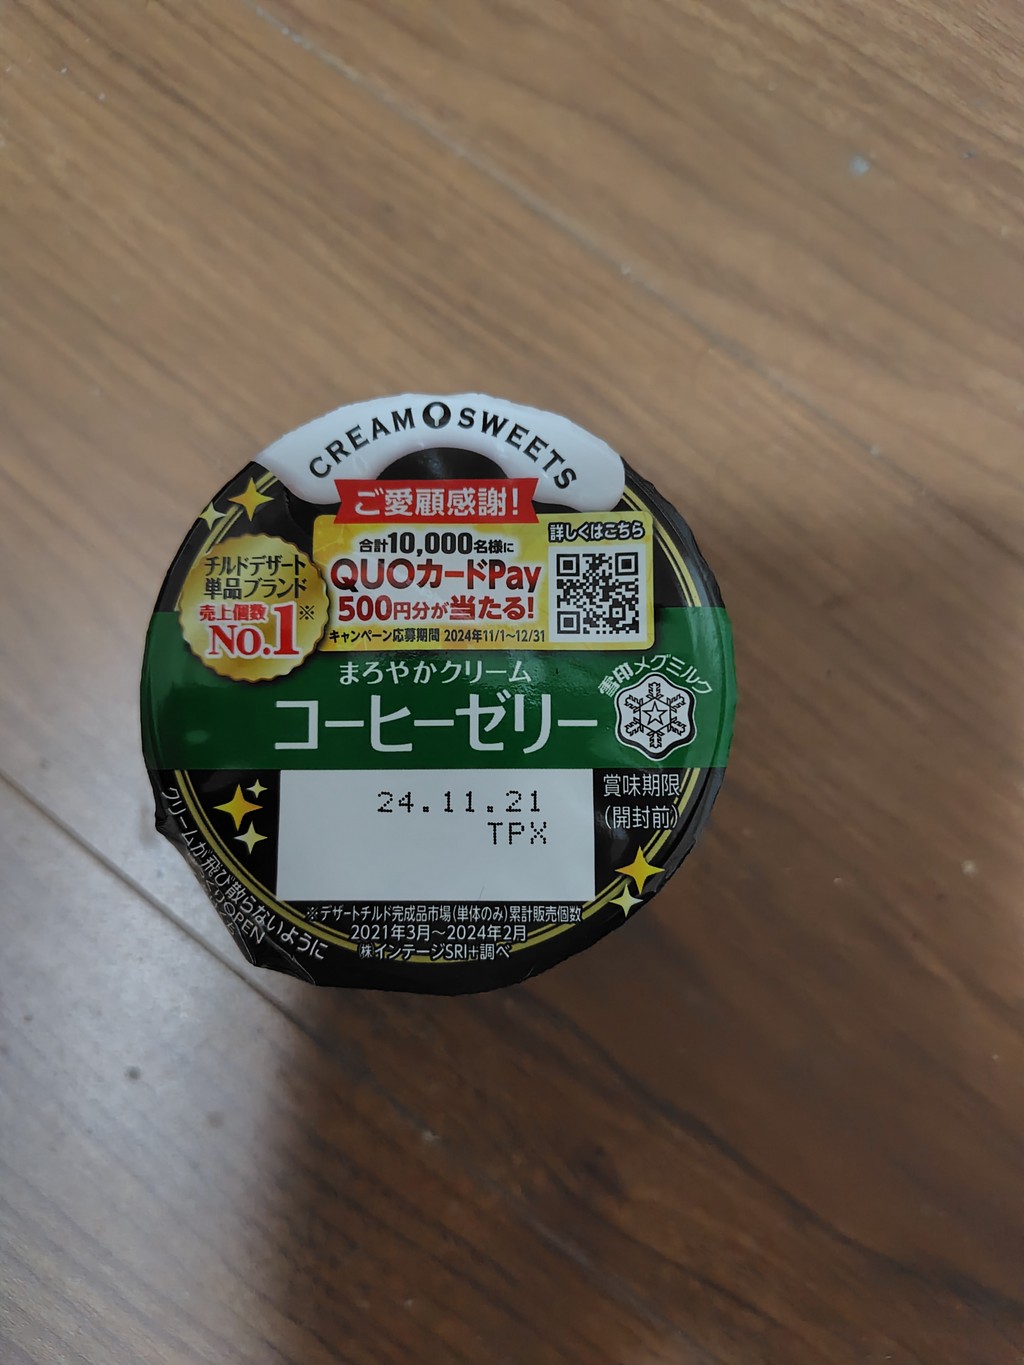 CREAM SWEETS
ご愛顧感謝!
合計10,000名様に
QUOカードPay
500円分が当たる!
キャンペーン応募期間 2024年11/1~12/31
詳しくはこちら
チルドデザート
単品ブランド
売上個数※
No.1
まろやかクリーム
コーヒーゼリー
雪印メグミルク
24.11.21
TPX
賞味期限
(開封前)
クリームが飛び散らないように
OPEN
※デザートチルド完成品市場(単体のみ)累計販売個数
2021年3月~2024年2月
㈱インテージSRI+調べ